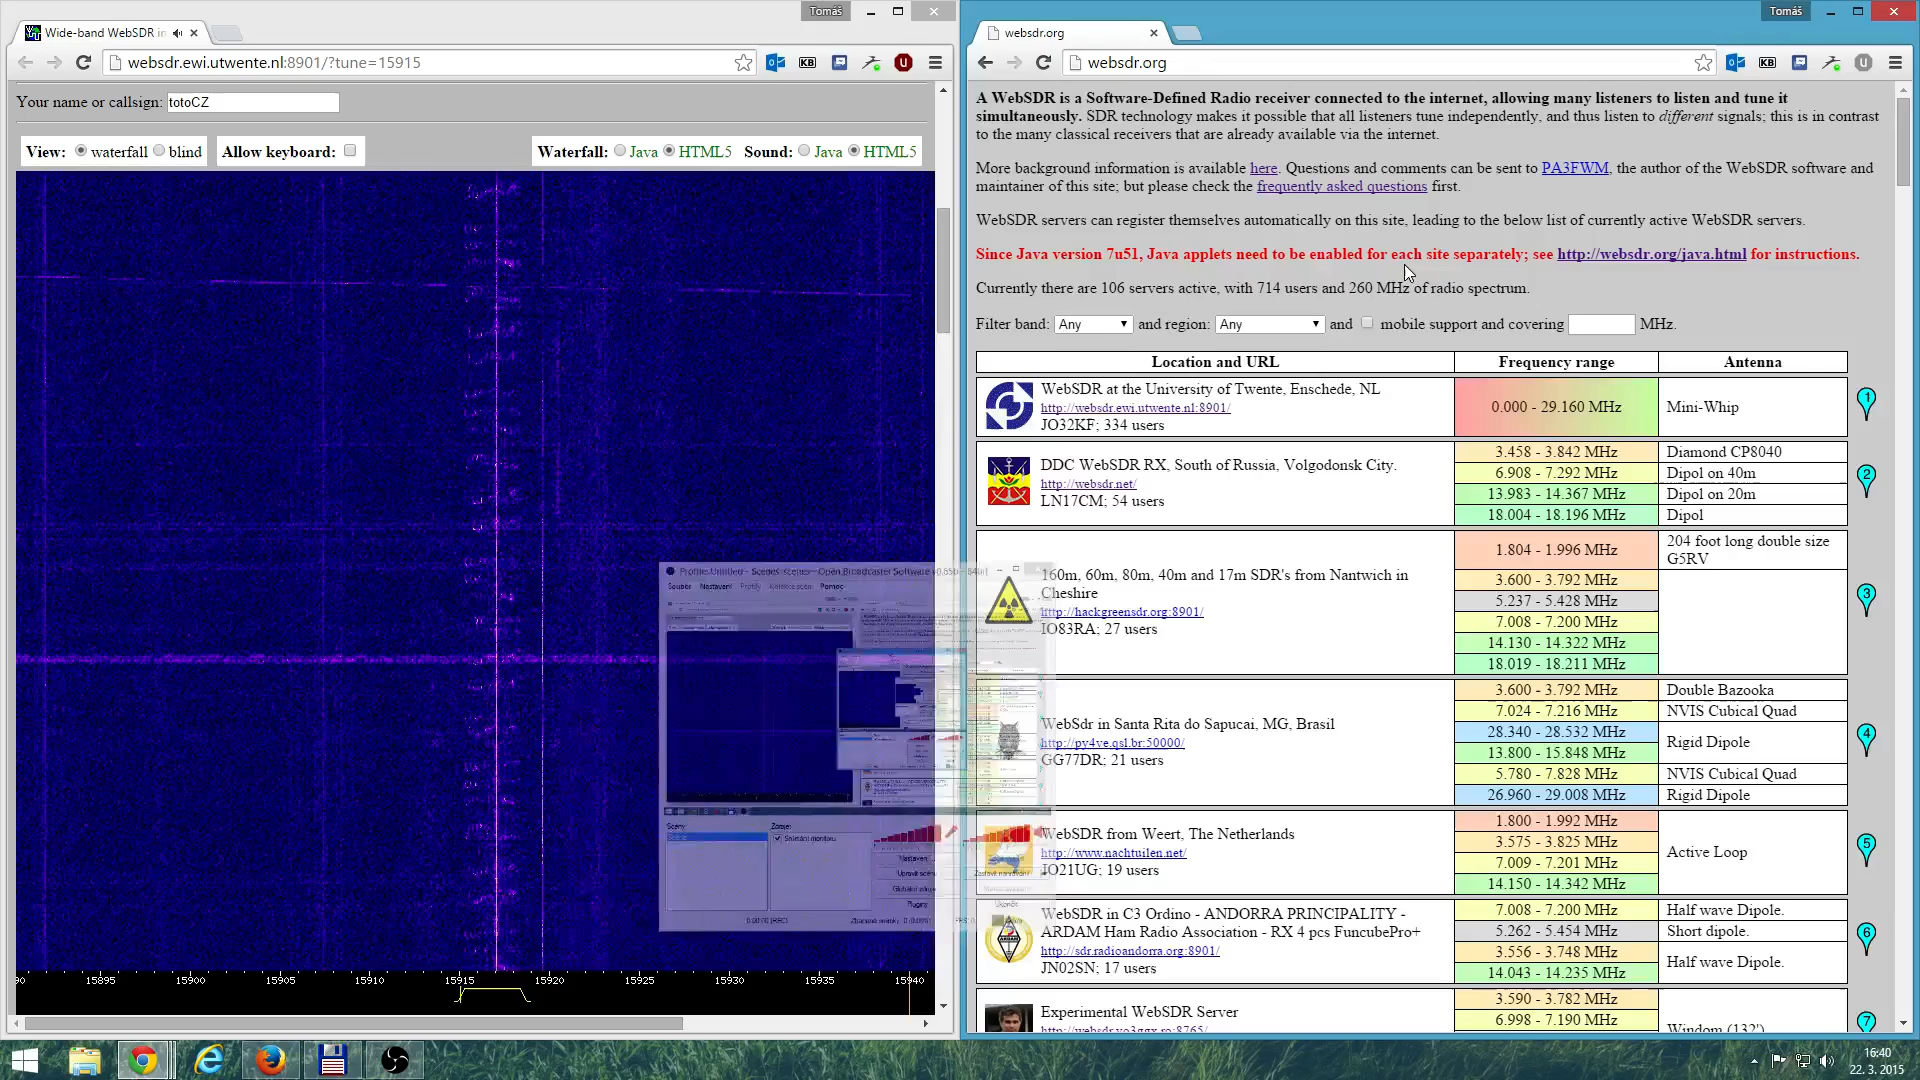 Tomáš
Wide-band WebSDR in
websdr.ewi.utwente.nl:8901/?tune=15915
KB
Your name or callsign: totoCZ
View: waterfall blind Allow keyboard: Waterfall: Java HTML5 Sound: Java HTML5
15895 15900 15905 15910 15915 15920 15925 15930 15935 15940
Tomáš
websdr.org
websdr.org
KB
A WebSDR is a Software-Defined Radio receiver connected to the internet, allowing many listeners to listen and tune it
simultaneously. SDR technology makes it possible that all listeners tune independently, and thus listen to different signals; this is in contrast
to the many classical receivers that are already available via the internet.
More background information is available here. Questions and comments can be sent to PA3FWM, the author of the WebSDR software and
maintainer of this site; but please check the frequently asked questions first.
WebSDR servers can register themselves automatically on this site, leading to the below list of currently active WebSDR servers.
Since Java version 7u51, Java applets need to be enabled for each site separately; see http://websdr.org/java.html for instructions.
Currently there are 106 servers active, with 714 users and 260 MHz of radio spectrum.
Filter band: Any and region: Any and mobile support and covering MHz.
Location and URL Frequency range Antenna
WebSDR at the University of Twente, Enschede, NL
http://websdr.ewi.utwente.nl:8901/
JO32KF; 334 users
0.000 - 29.160 MHz Mini-Whip
1
DDC WebSDR RX, South of Russia, Volgodonsk City.
http://websdr.net/
LN17CM; 54 users
3.458 - 3.842 MHz Diamond CP8040
6.908 - 7.292 MHz Dipol on 40m
13.983 - 14.367 MHz Dipol on 20m
18.004 - 18.196 MHz Dipol
2
160m, 60m, 80m, 40m and 17m SDR's from Nantwich in
Cheshire
http://hackgreensdr.org:8901/
IO83RA; 27 users
1.804 - 1.996 MHz 204 foot long double size
G5RV
3.600 - 3.792 MHz
5.237 - 5.428 MHz
7.008 - 7.200 MHz
14.130 - 14.322 MHz
18.019 - 18.211 MHz
3
WebSdr in Santa Rita do Sapucai, MG, Brasil
http://py4ve.qsl.br:50000/
GG77DR; 21 users
3.600 - 3.792 MHz Double Bazooka
7.024 - 7.216 MHz NVIS Cubical Quad
28.340 - 28.532 MHz Rigid Dipole
13.800 - 15.848 MHz
5.780 - 7.828 MHz NVIS Cubical Quad
26.960 - 29.008 MHz Rigid Dipole
4
WebSDR from Weert, The Netherlands
http://www.nachtuilen.net/
JO21UG; 19 users
1.800 - 1.992 MHz
3.575 - 3.825 MHz
7.009 - 7.201 MHz
14.150 - 14.342 MHz
Active Loop
5
WebSDR in C3 Ordino - ANDORRA PRINCIPALITY -
ARDAM Ham Radio Association - RX 4 pcs FuncubePro+
http://sdr.radioandorra.org:8901/
JN02SN; 17 users
7.008 - 7.200 MHz Half wave Dipole.
5.262 - 5.454 MHz Short dipole.
3.556 - 3.748 MHz Half wave Dipole.
14.043 - 14.235 MHz
6
Experimental WebSDR Server
http://websdr.yo3ggx.ro:8765/
3.590 - 3.782 MHz
6.998 - 7.190 MHz
Windom (132')
7
Soubor Nastavení Profily Pomoc
Scény: Zdroje:
16:40
22. 3. 2015